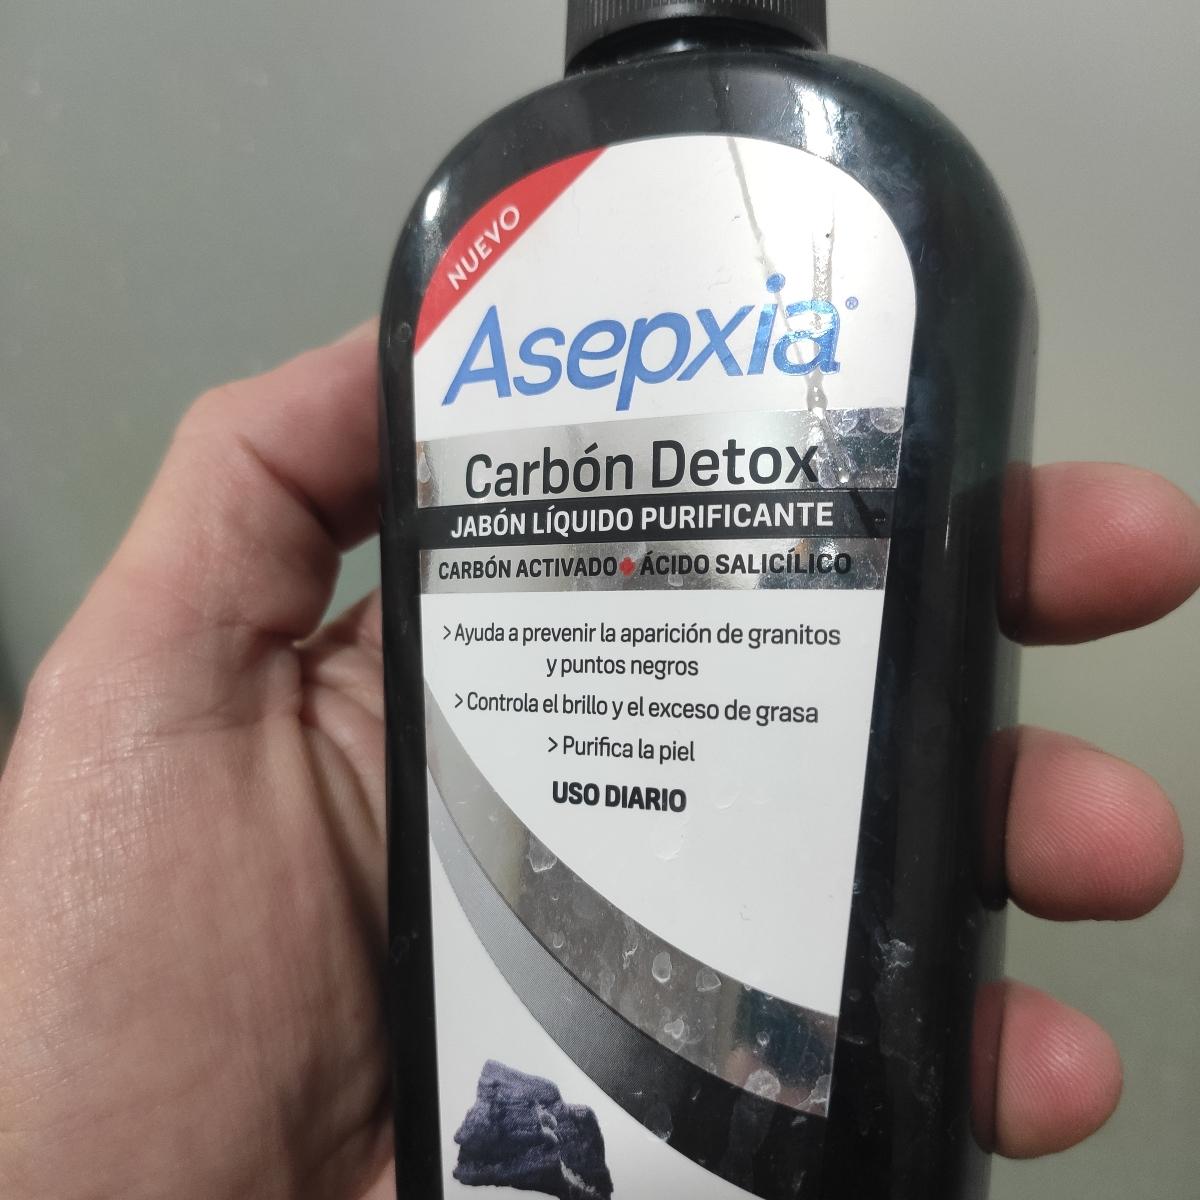 NUEVO
Asepxia®
Carbón Detox
JABÓN LÍQUIDO PURIFICANTE
CARBÓN ACTIVADO+ÁCIDO SALICÍLICO
> Ayuda a prevenir la aparición de granitos
y puntos negros
> Controla el brillo y el exceso de grasa
> Purifica la piel
USO DIARIO